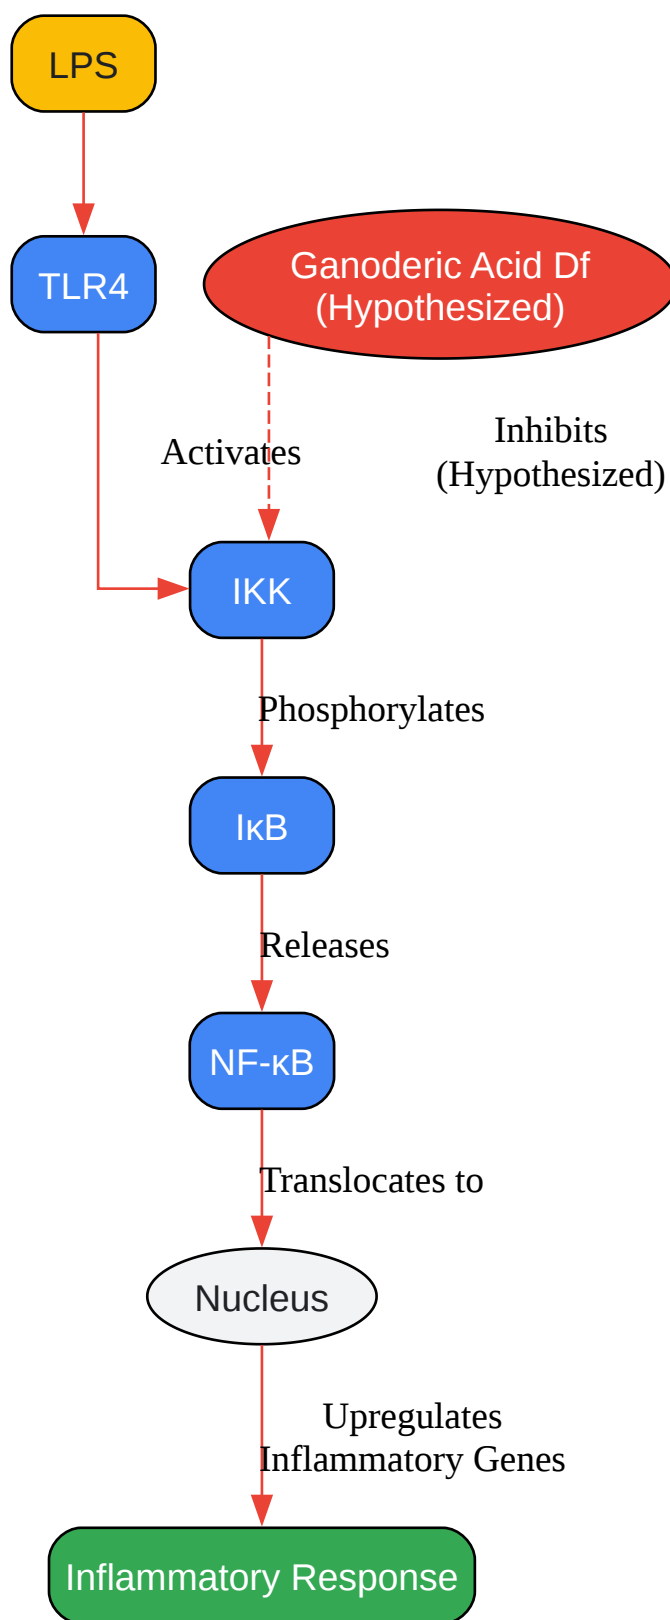 LPS
TLR4
Ganoderic Acid Df
(Hypothesized)
Activates
Inhibits
(Hypothesized)
IKK
Phosphorylates
IκB
Releases
NF-κB
Translocates to
Nucleus
Upregulates
Inflammatory Genes
Inflammatory Response